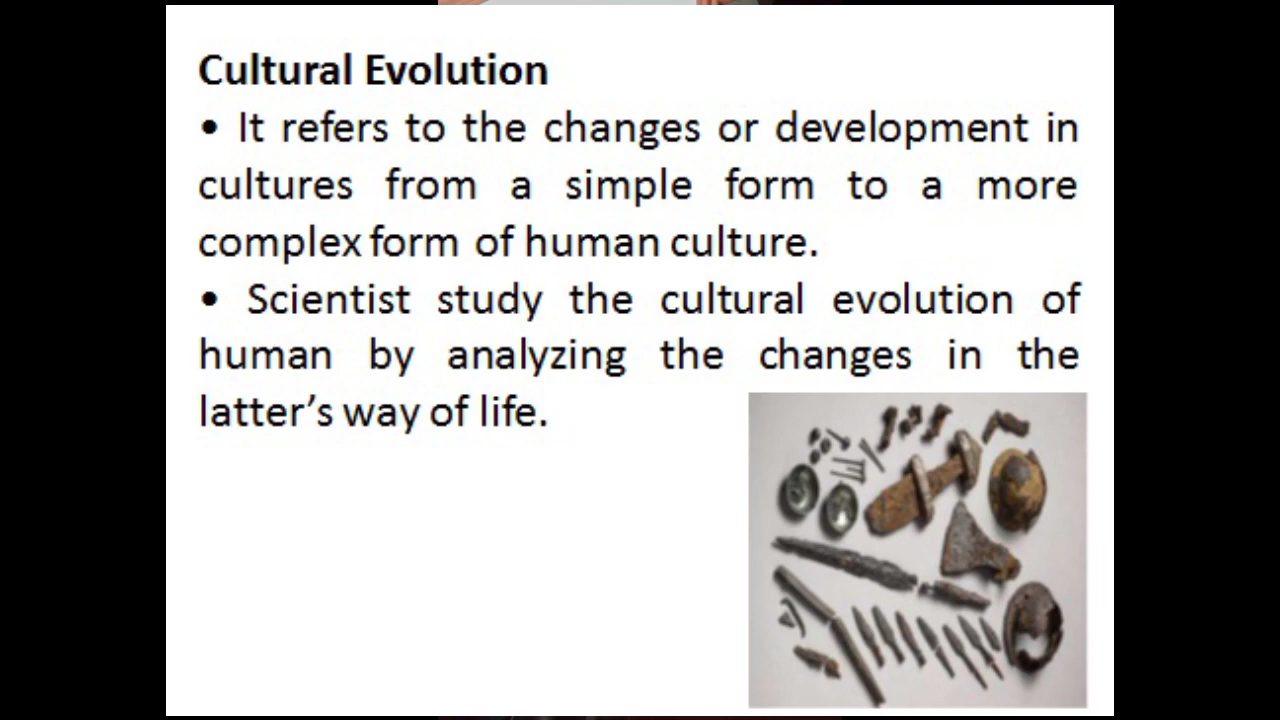 Cultural Evolution
• It refers to the changes or development in
cultures from a simple form to a more
complex form of human culture.
• Scientist study the cultural evolution of
human by analyzing the changes in the
latter’s way of life.